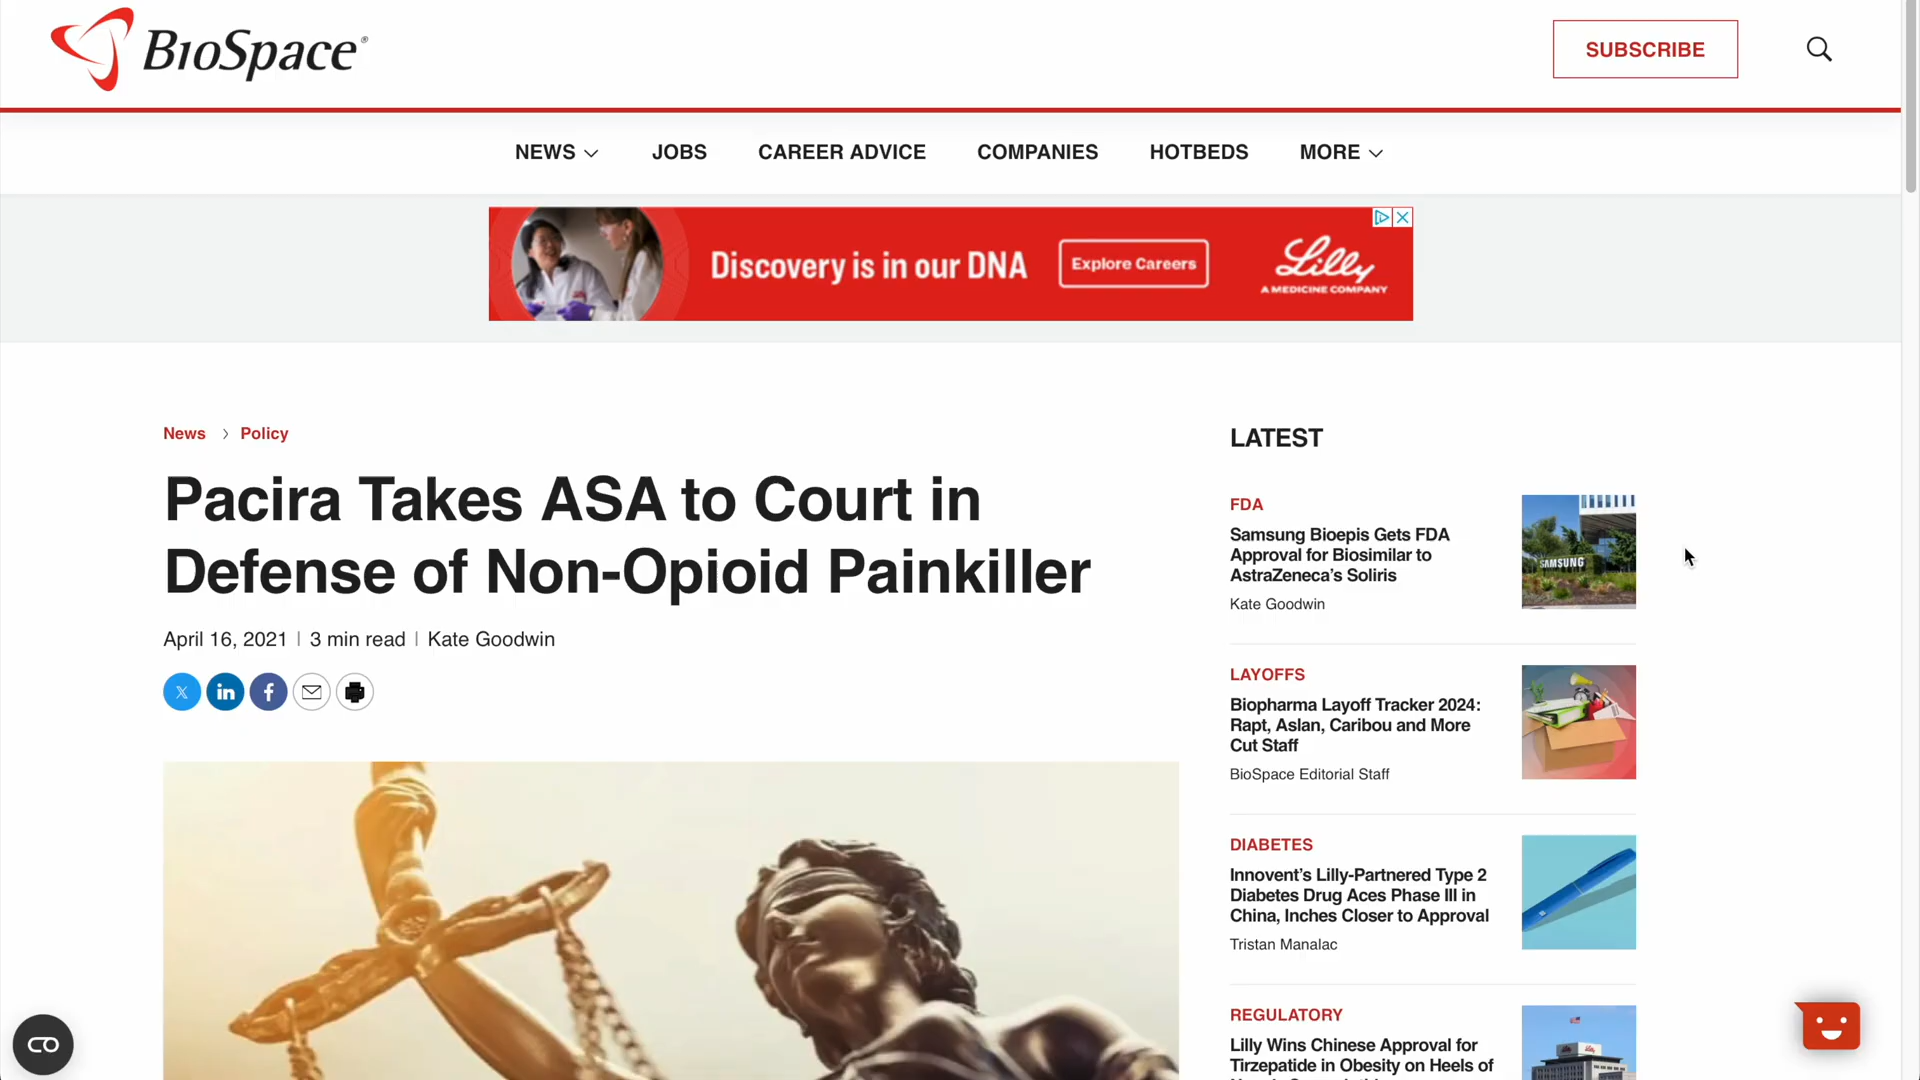 BioSpace®
SUBSCRIBE
NEWS
JOBS
CAREER ADVICE
COMPANIES
HOTBEDS
MORE
Discovery is in our DNA
Explore Careers
Lilly
A MEDICINE COMPANY
News > Policy
Pacira Takes ASA to Court in
Defense of Non-Opioid Painkiller
April 16, 2021 | 3 min read | Kate Goodwin
LATEST
FDA
Samsung Bioepis Gets FDA
Approval for Biosimilar to
AstraZeneca’s Soliris
Kate Goodwin
SAMSUNG
LAYOFFS
Biopharma Layoff Tracker 2024:
Rapt, Aslan, Caribou and More
Cut Staff
BioSpace Editorial Staff
DIABETES
Innovent’s Lilly-Partnered Type 2
Diabetes Drug Aces Phase III in
China, Inches Closer to Approval
Tristan Manalac
REGULATORY
Lilly Wins Chinese Approval for
Tirzepatide in Obesity on Heels of